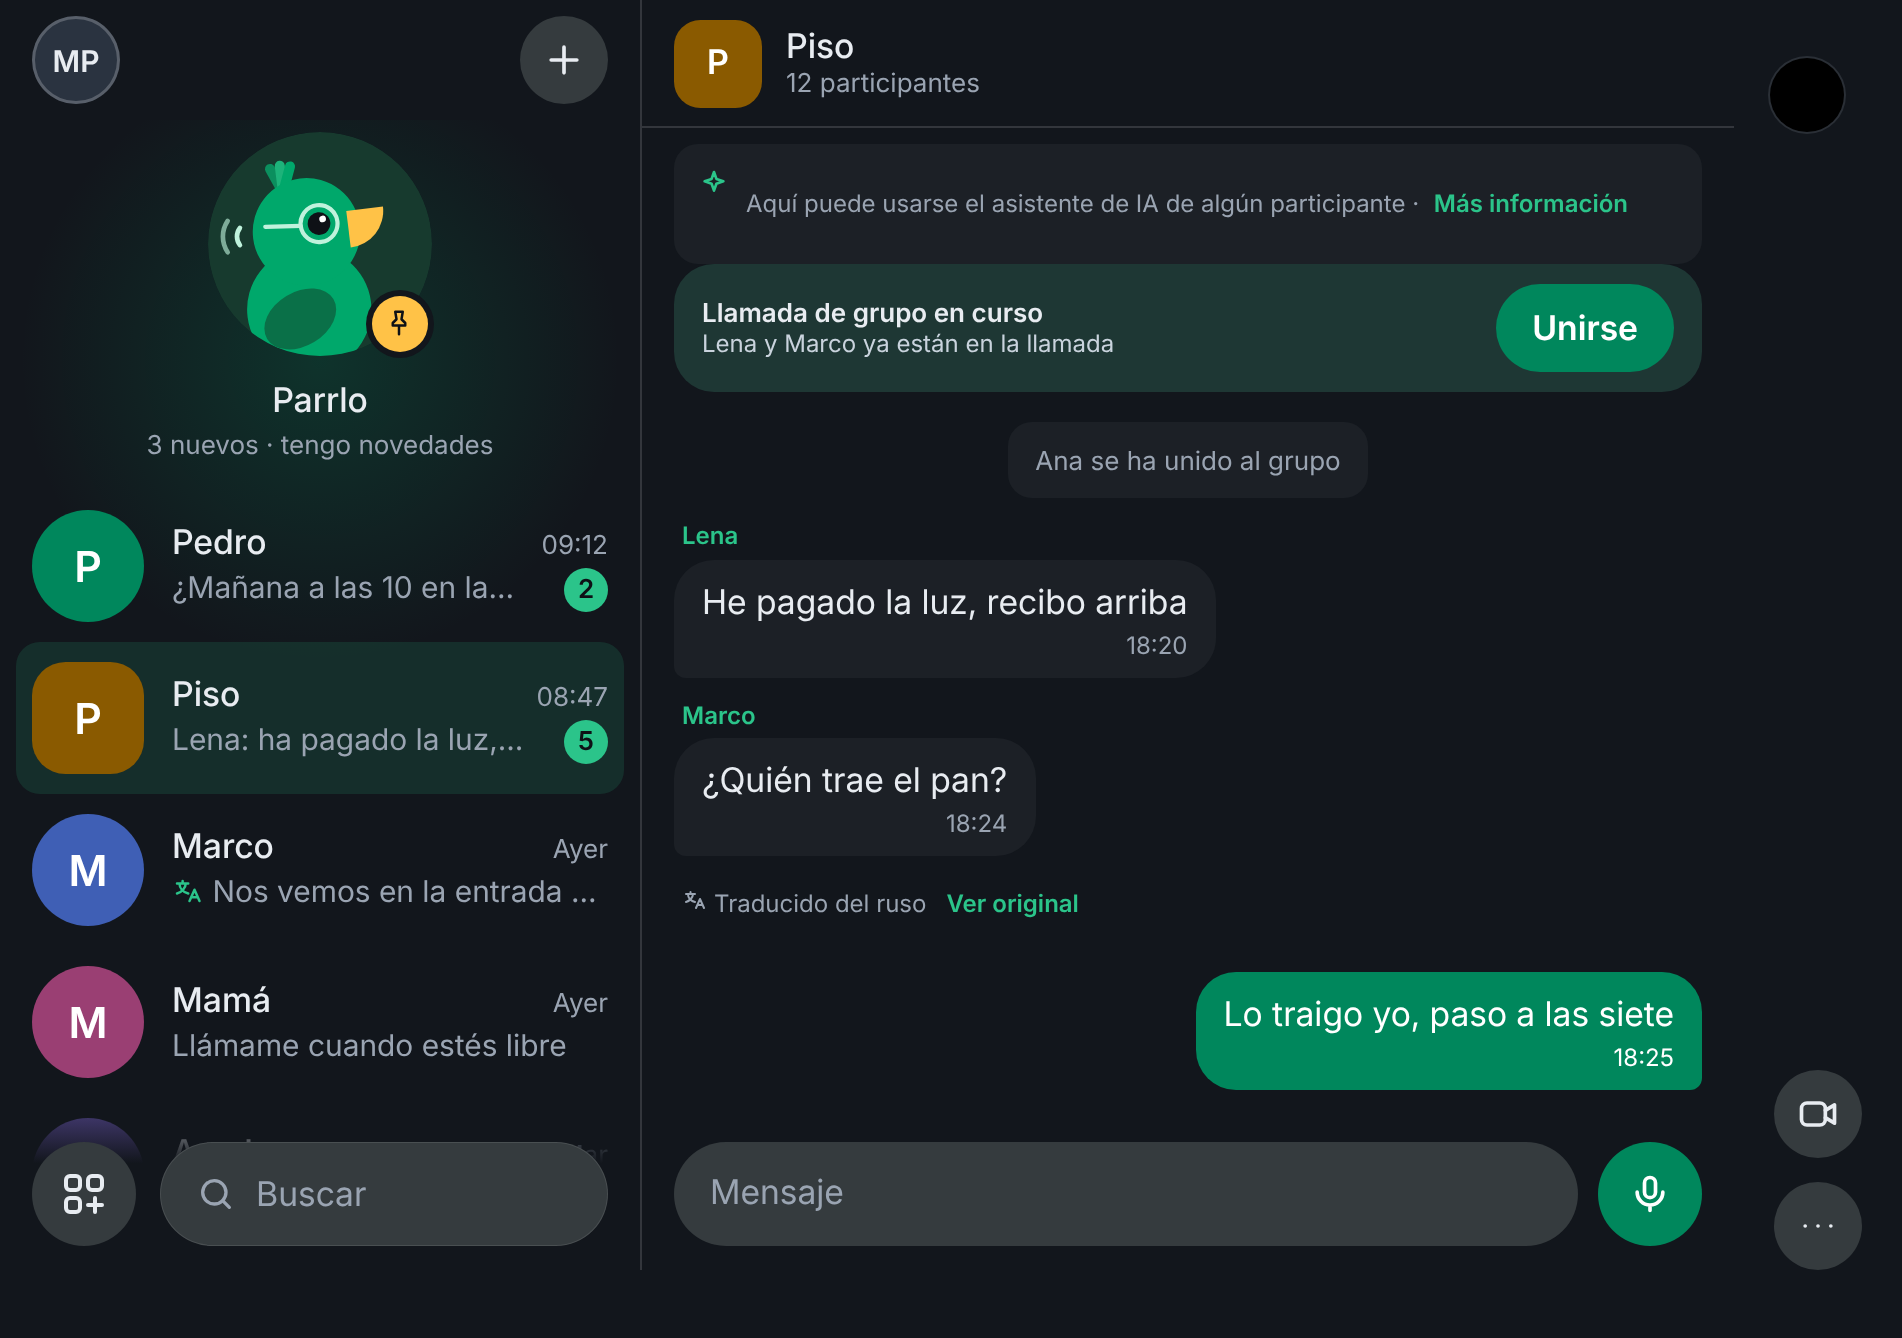 MP
Parrlo
3 nuevos · tengo novedades
P
Pedro
09:12
¿Mañana a las 10 en la...
2
P
Piso
08:47
Lena: ha pagado la luz,...
5
M
Marco
Ayer
Nos vemos en la entrada ...
M
Mamá
Ayer
Llámame cuando estés libre
Buscar
P
Piso
12 participantes
Aquí puede usarse el asistente de IA de algún participante · Más información
Llamada de grupo en curso
Lena y Marco ya están en la llamada
Unirse
Ana se ha unido al grupo
Lena
He pagado la luz, recibo arriba
18:20
Marco
¿Quién trae el pan?
18:24
Traducido del ruso Ver original
Lo traigo yo, paso a las siete
18:25
Mensaje